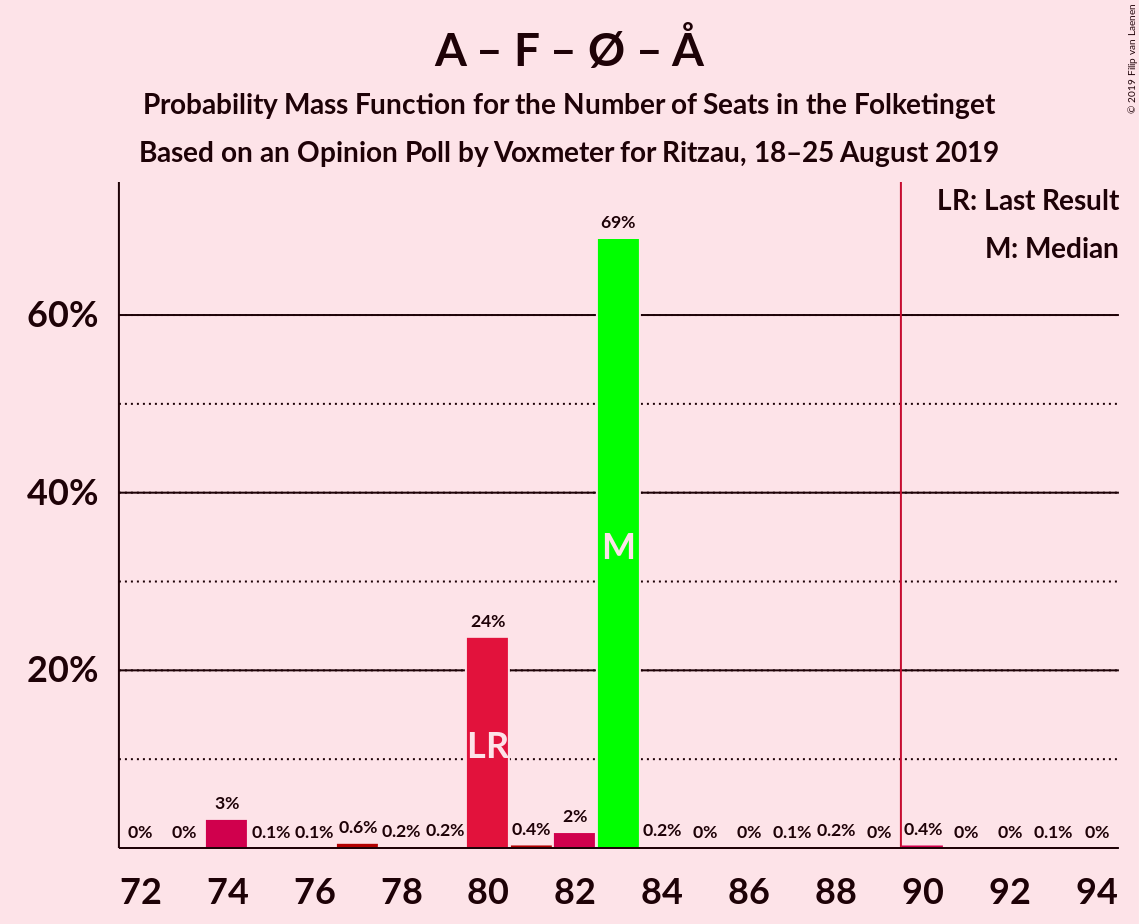 A – F – Ø – Å
Probability Mass Function for the Number of Seats in the Folketinget
Based on an Opinion Poll by Voxmeter for Ritzau, 18–25 August 2019
© 2019 Filip van Laenen
LR: Last Result
M: Median
60%
40%
20%
0% 0% 3% 0.1% 0.1% 0.6% 0.2% 0.2% 24% 0.4% 2% 69% 0.2% 0% 0% 0.1% 0.2% 0% 0.4% 0% 0% 0.1% 0%
LR
M
72 74 76 78 80 82 84 86 88 90 92 94